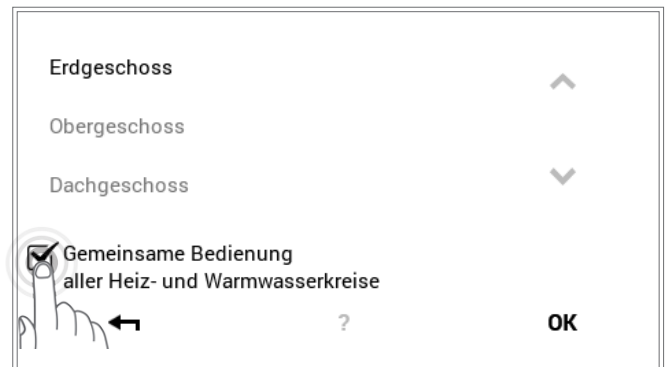 Erdgeschoss
Obergeschoss
Dachgeschoss
Gemeinsame Bedienung
aller Heiz- und Warmwasserkreise
? OK